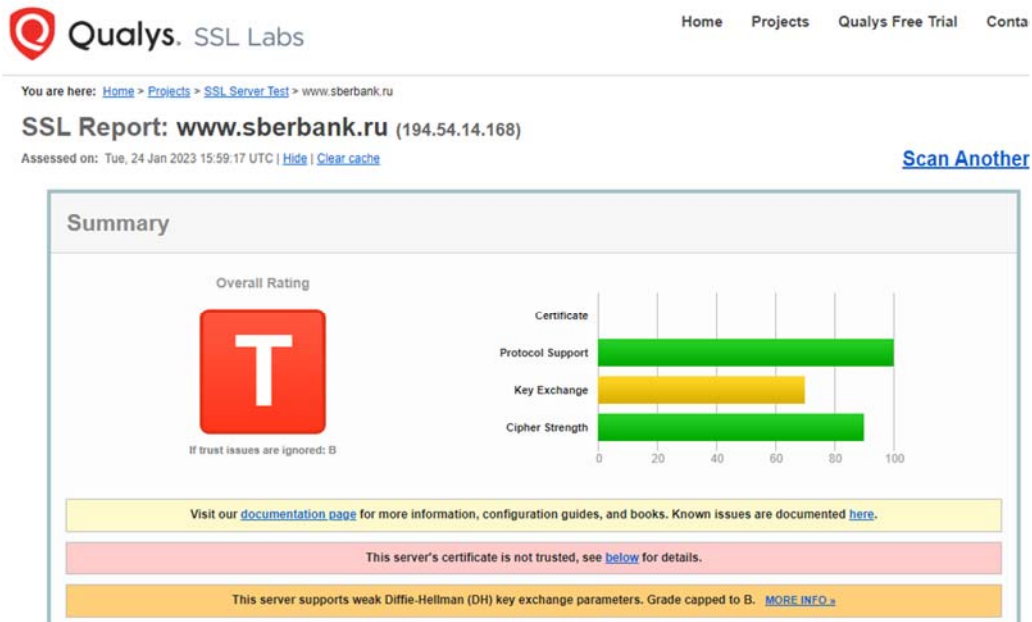 Qualys. SSL Labs
Home Projects Qualys Free Trial Conta
You are here: Home > Projects > SSL Server Test > www.sberbank.ru
SSL Report: www.sberbank.ru (194.54.14.168)
Assessed on: Tue, 24 Jan 2023 15:59:17 UTC | Hide | Clear cache
Scan Another
Summary
Overall Rating
T
If trust issues are ignored: B
Certificate
Protocol Support
Key Exchange
Cipher Strength
0 20 40 60 80 100
Visit our documentation page for more information, configuration guides, and books. Known issues are documented here.
This server's certificate is not trusted, see below for details.
This server supports weak Diffie-Hellman (DH) key exchange parameters. Grade capped to B. MORE INFO »